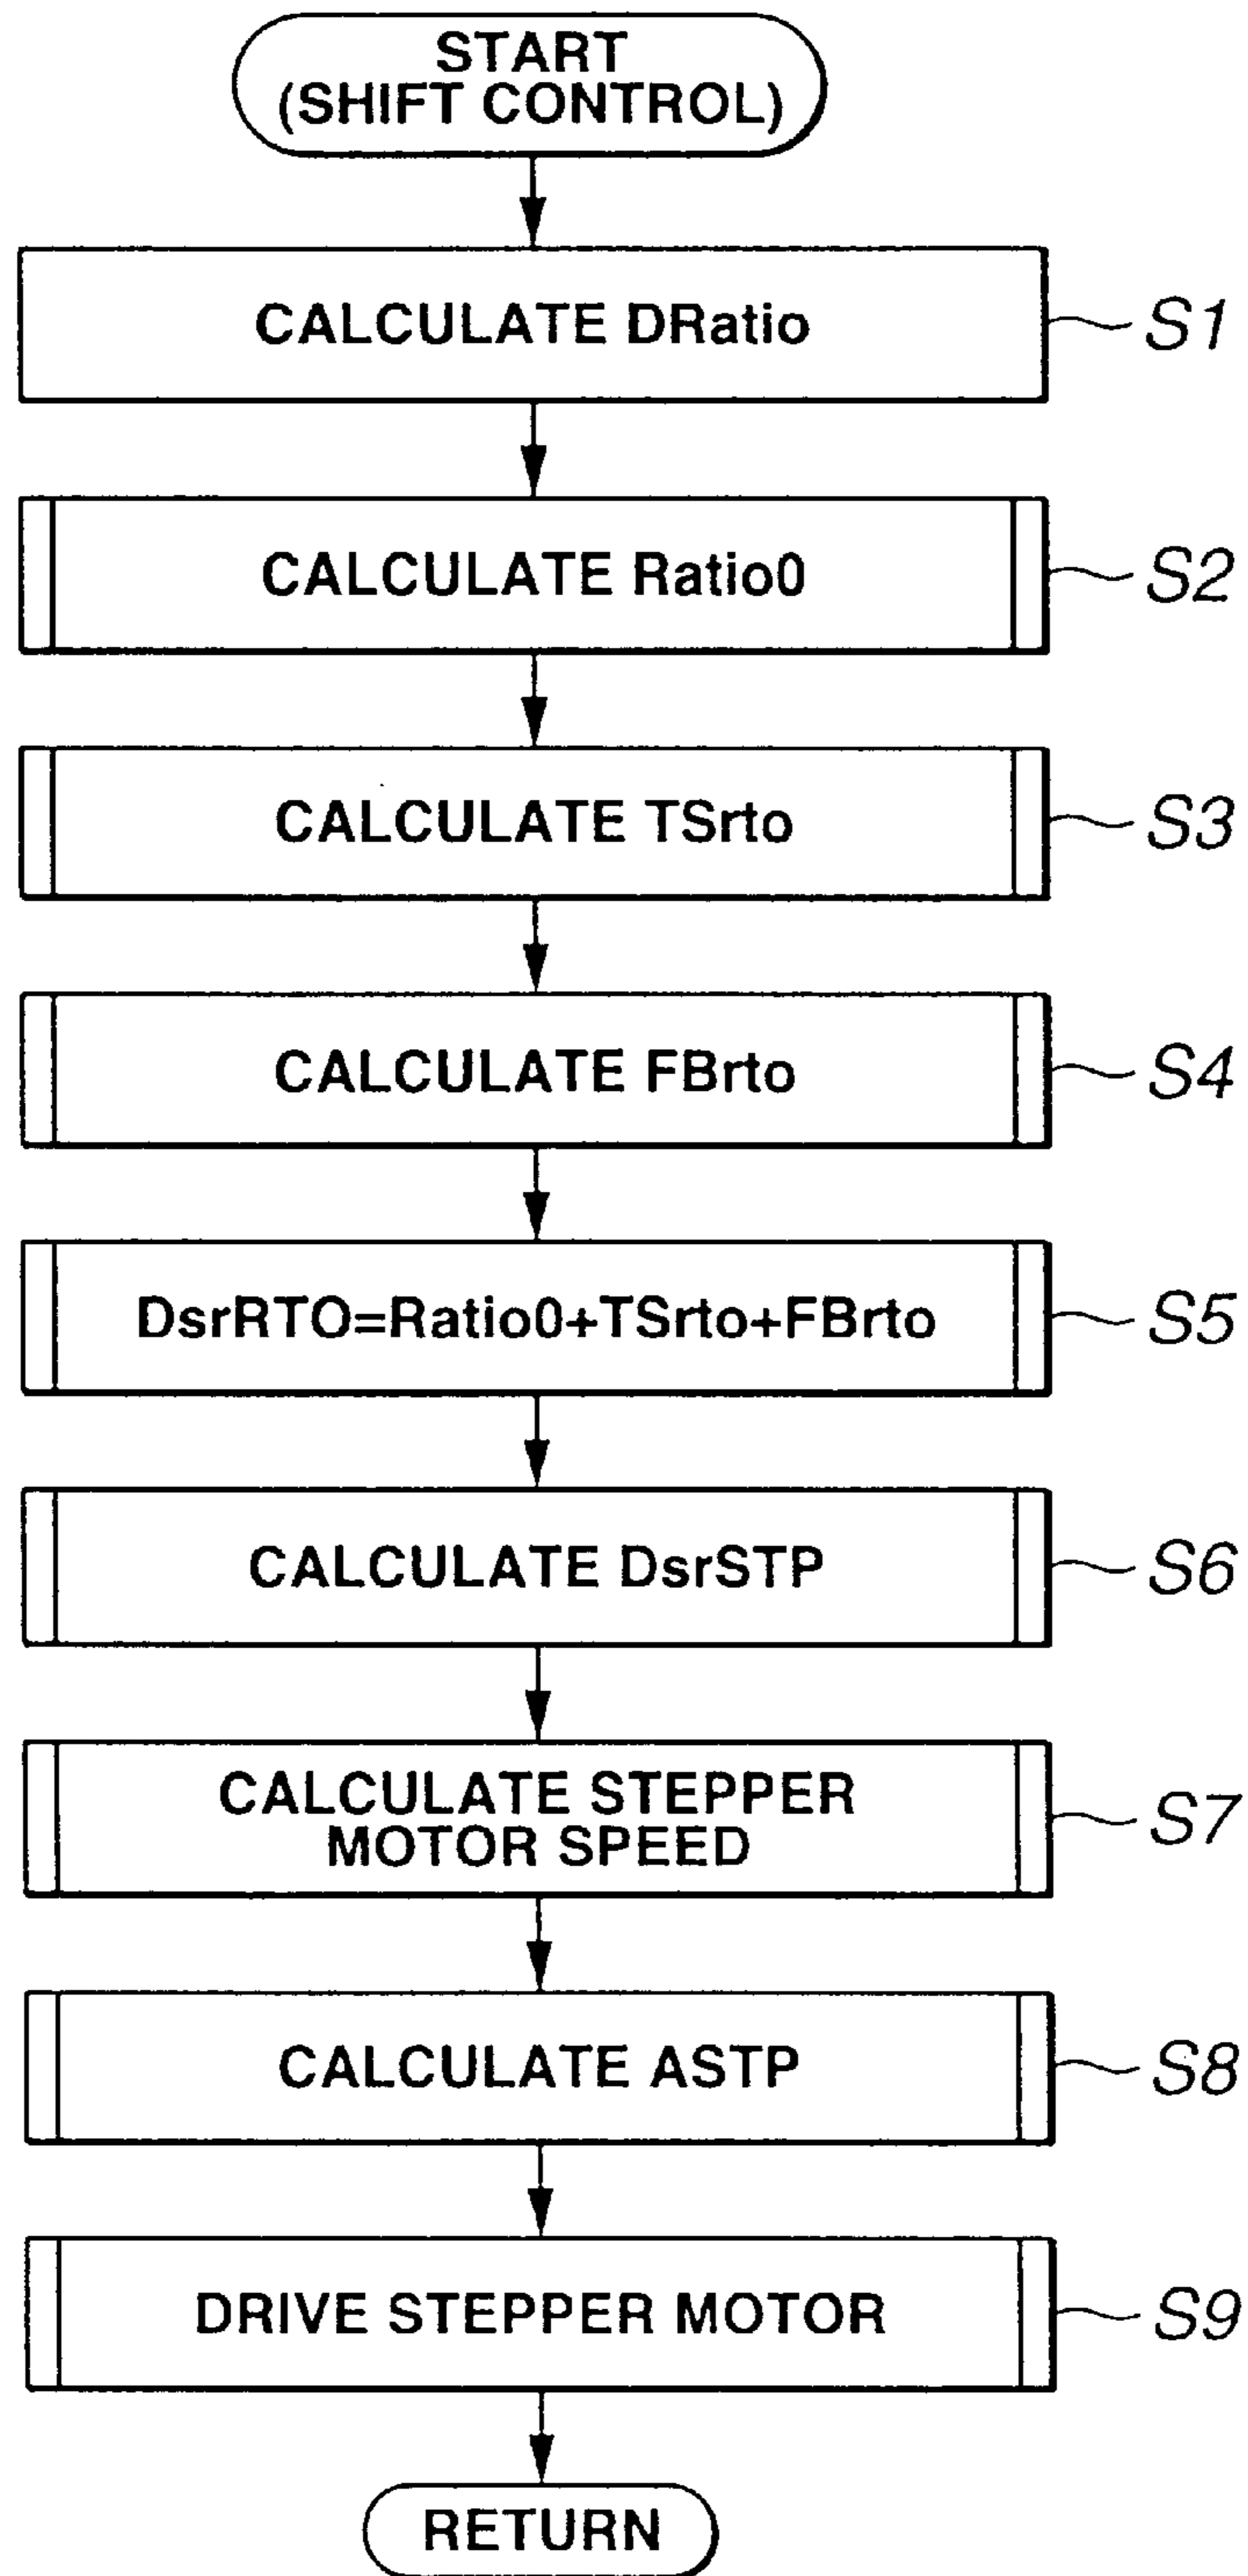 START
(SHIFT CONTROL)
CALCULATE DRatio
S1
CALCULATE Ratio0
S2
CALCULATE TSrto
S3
CALCULATE FBrto
S4
DsrRTO=Ratio0+TSrto+FBrto
S5
CALCULATE DsrSTP
S6
CALCULATE STEPPER
MOTOR SPEED
S7
CALCULATE ASTP
S8
DRIVE STEPPER MOTOR
S9
RETURN